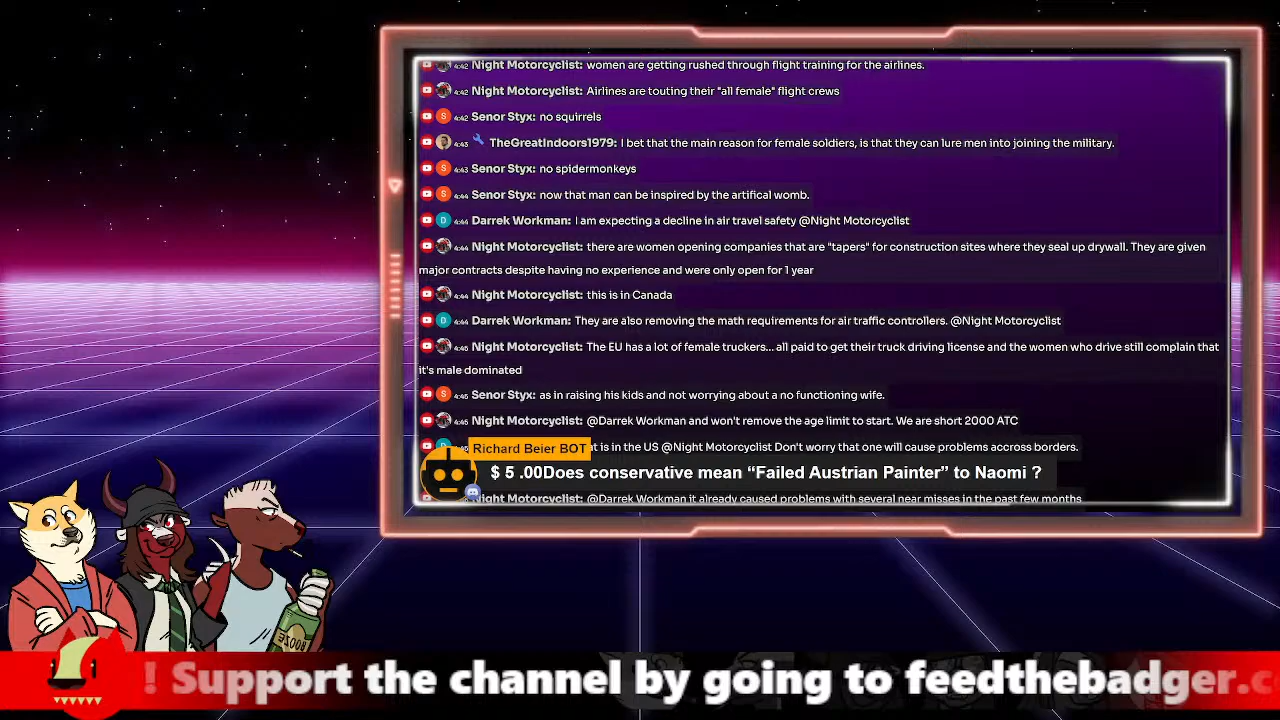 4:42 Night Motorcyclist: women are getting rushed through flight training for the airlines.
4:42 Night Motorcyclist: Airlines are touting their "all female" flight crews
S 4:42 Senor Styx: no squirrels
4:43 TheGreatIndoors1979: I bet that the main reason for female soldiers, is that they can lure men into joining the military.
S 4:43 Senor Styx: no spidermonkeys
S 4:44 Senor Styx: now that man can be inspired by the artifical womb.
D 4:44 Darrek Workman: I am expecting a decline in air travel safety @Night Motorcyclist
4:44 Night Motorcyclist: there are women opening companies that are "tapers" for construction sites where they seal up drywall. They are given
major contracts despite having no experience and were only open for 1 year
4:44 Night Motorcyclist: this is in Canada
D 4:44 Darrek Workman: They are also removing the math requirements for air traffic controllers. @Night Motorcyclist
4:45 Night Motorcyclist: The EU has a lot of female truckers... all paid to get their truck driving license and the women who drive still complain that
it's male dominated
S 4:45 Senor Styx: as in raising his kids and not worrying about a no functioning wife.
4:45 Night Motorcyclist: @Darrek Workman and won't remove the age limit to start. We are short 2000 ATC
it is in the US @Night Motorcyclist Don't worry that one will cause problems accross borders.
Richard Beier BOT
$ 5 .00Does conservative mean “Failed Austrian Painter” to Naomi ?
Night Motorcyclist: @Darrek Workman it already caused problems with several near misses in the past few months
BOOZE
! Support the channel by going to feedthebadger.c